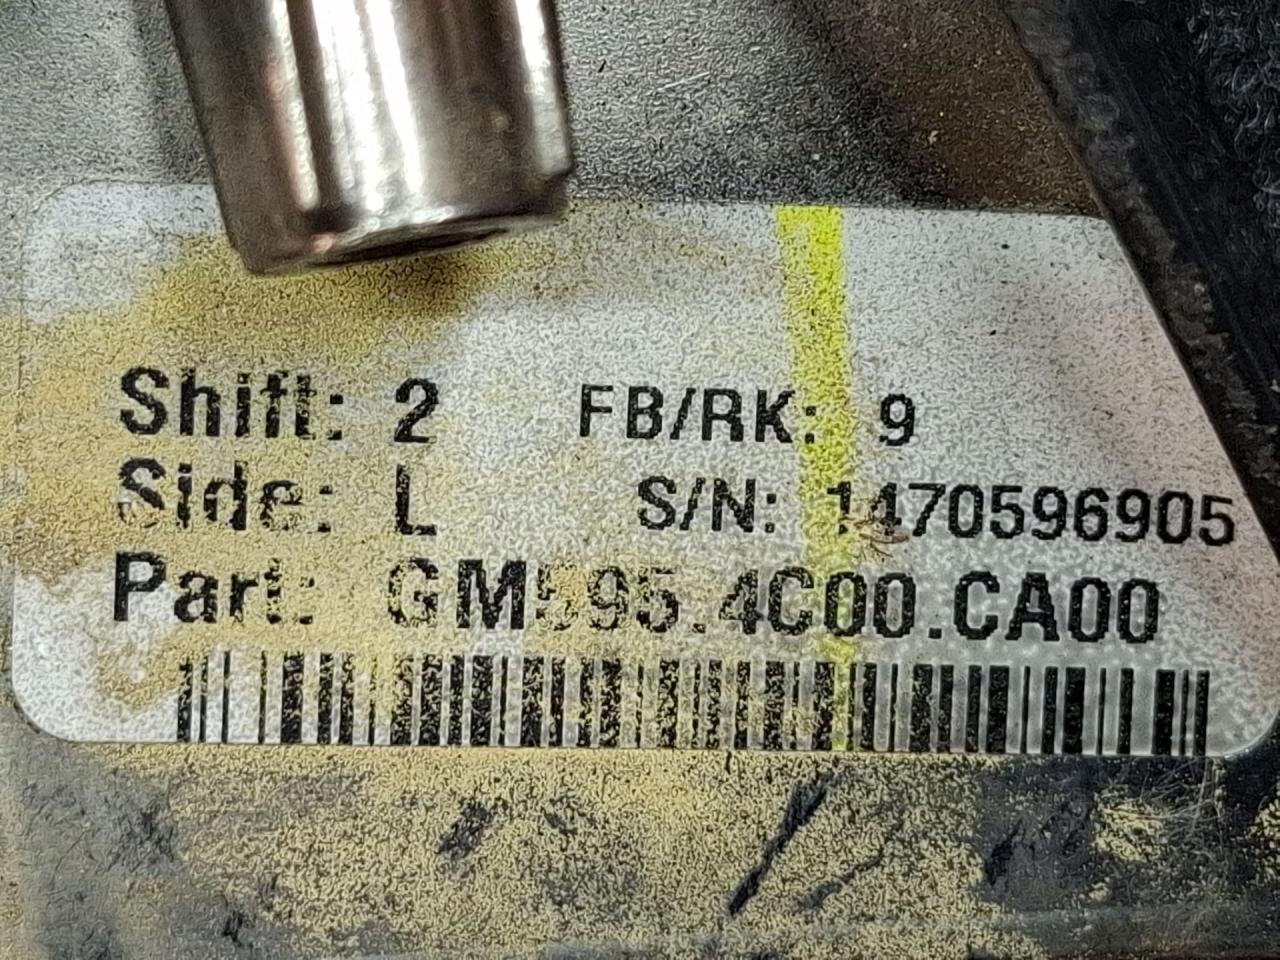 Shift: 2 FB/RK: 9
Side: L S/N: 1470596905
Part: GM595.4C00.CA00